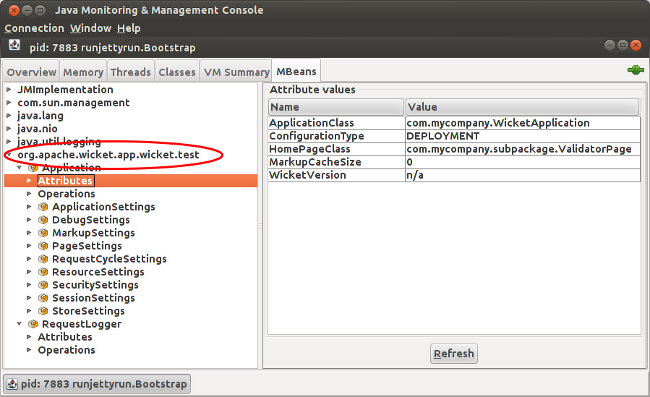 Java Monitoring & Management Console
Connection Window Help
pid: 7883 runjettyrun.Bootstrap
Overview Memory Threads Classes VM Summary MBeans
JMImplementation
com.sun.management
java.lang
java.nio
java.util.logging
org.apache.wicket.app.wicket.test
Application
Attributes
Operations
ApplicationSettings
DebugSettings
MarkupSettings
PageSettings
RequestCycleSettings
ResourceSettings
SecuritySettings
SessionSettings
StoreSettings
RequestLogger
Attributes
Operations
Attribute values
Name Value
ApplicationClass com.mycompany.WicketApplication
ConfigurationType DEPLOYMENT
HomePageClass com.mycompany.subpackage.ValidatorPage
MarkupCacheSize 0
WicketVersion n/a
Refresh
pid: 7883 runjettyrun.Bootstrap